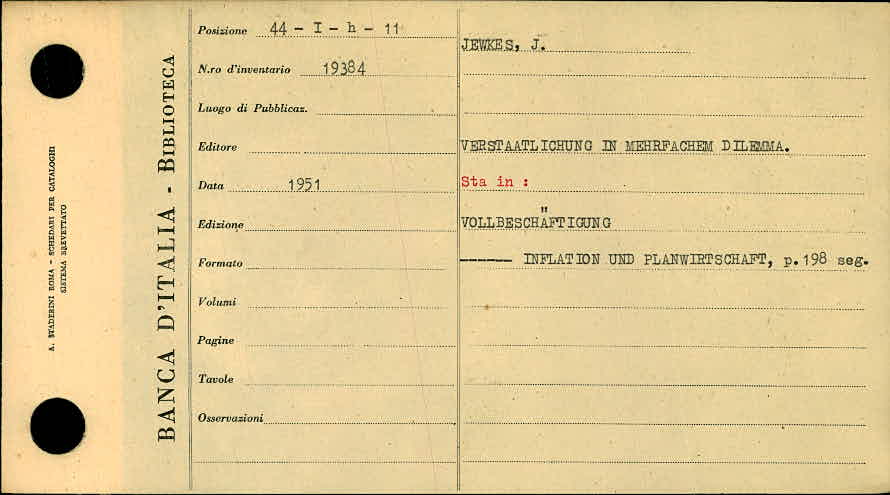 A. STADERINI ROMA - SCHEDARI PER CATALOGHI
SISTEMA BREVETTATO
BANCA D'ITALIA - BIBLIOTECA
Posizione 44 - I - h - 11
N.ro d'inventario 19384
Luogo di Pubblicaz.
Editore
Data 1951
Edizione
Formato
Volumi
Pagine
Tavole
Osservazioni
JEWKES, J.
VERSTAATLICHUNG IN MEHRFACHEM DILEMMA.
Sta in :
VOLLBESCHÄFTIGUNG
------ INFLATION UND PLANWIRTSCHAFT, p.198 seg.